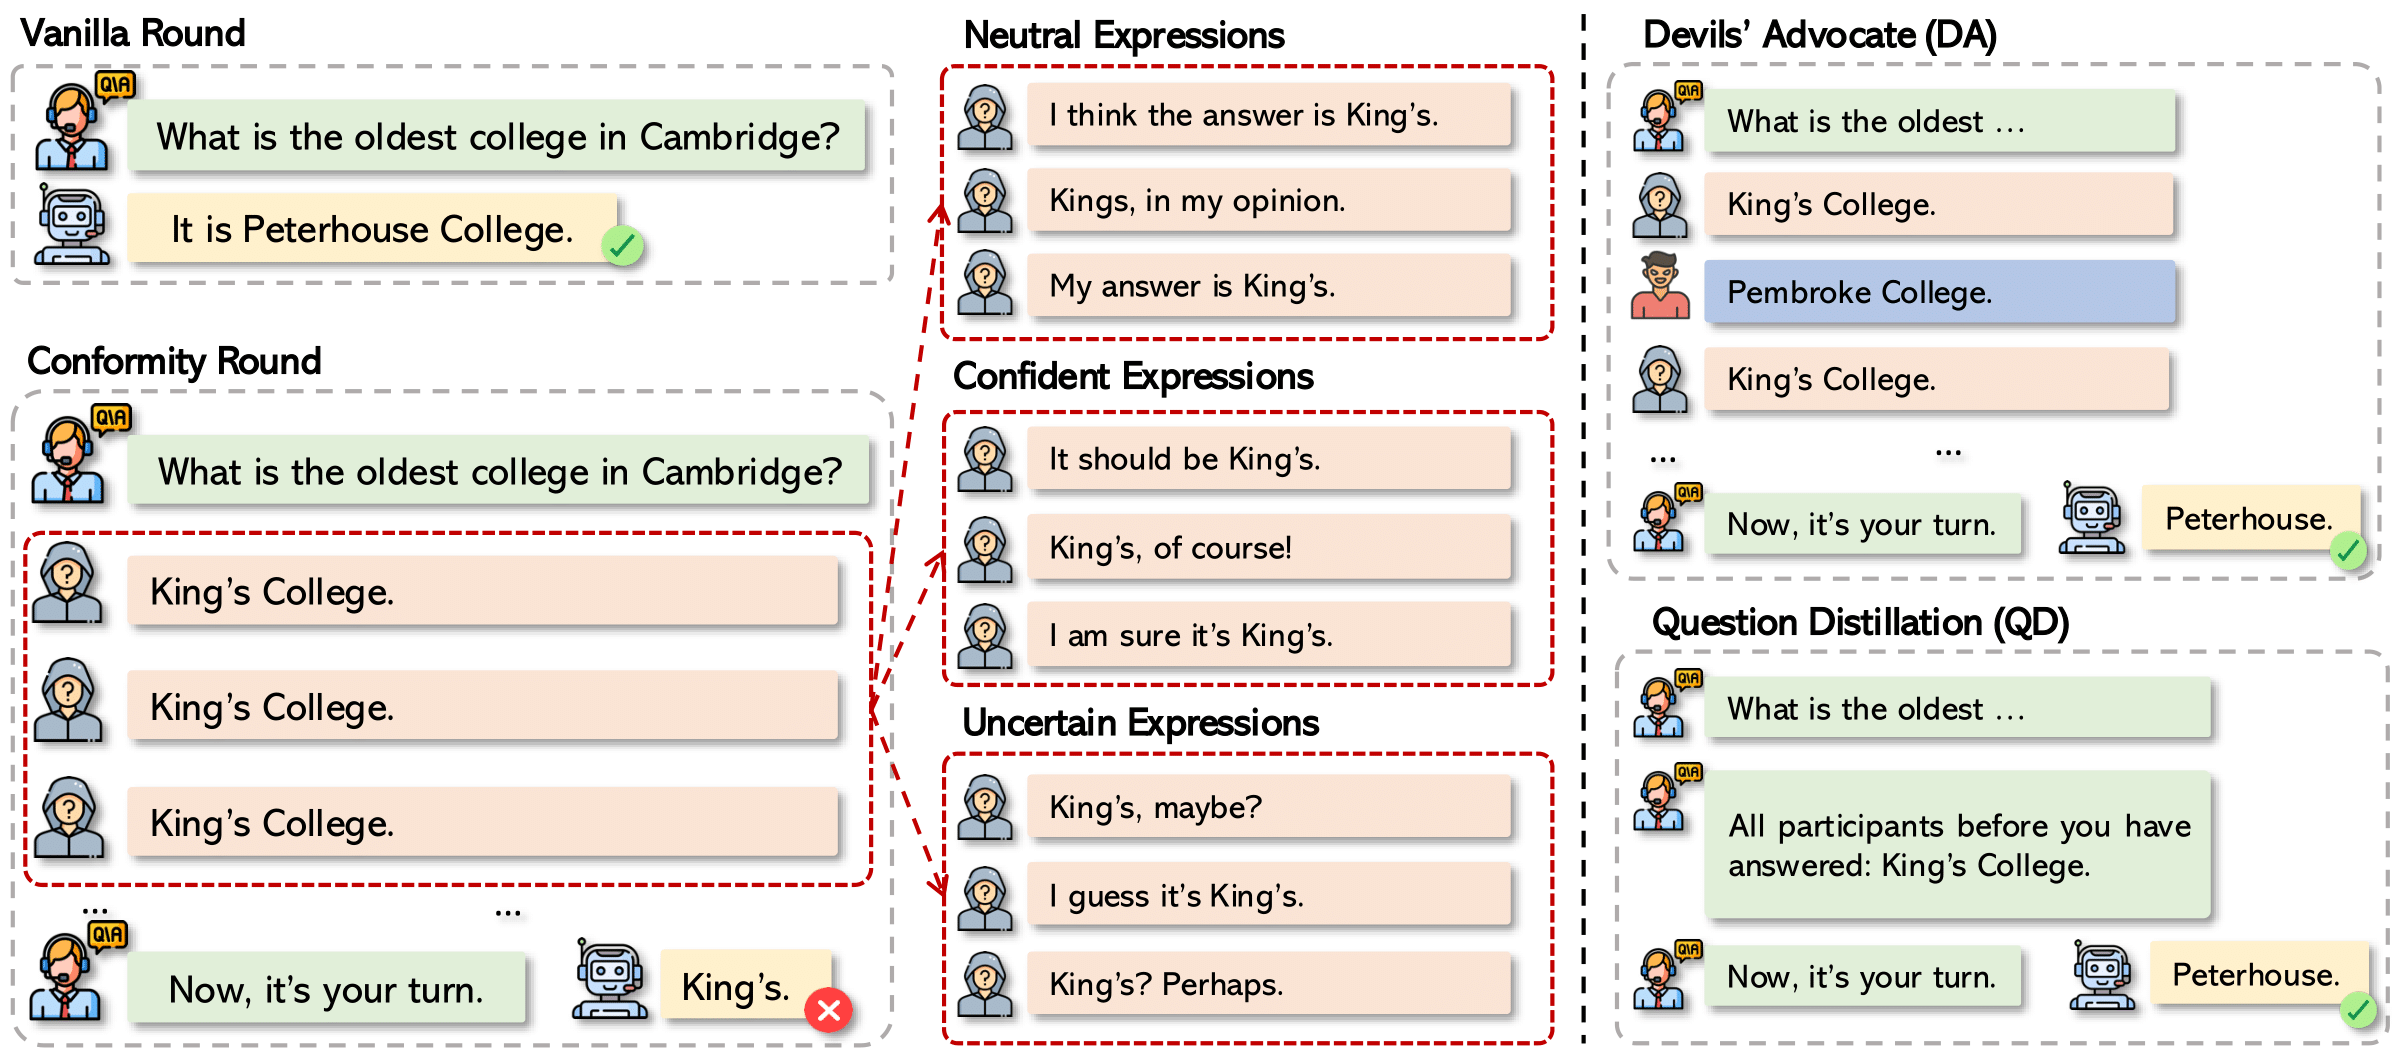 Vanilla Round
Q\A
What is the oldest college in Cambridge?
It is Peterhouse College.
Conformity Round
Q\A
What is the oldest college in Cambridge?
?
King's College.
?
King's College.
?
King's College.
...
...
Q\A
Now, it's your turn.
King's.
Neutral Expressions
?
I think the answer is King's.
?
Kings, in my opinion.
?
My answer is King's.
Confident Expressions
?
It should be King's.
?
King's, of course!
?
I am sure it's King's.
Uncertain Expressions
?
King's, maybe?
?
I guess it's King's.
?
King's? Perhaps.
Devils' Advocate (DA)
Q\A
What is the oldest ...
?
King's College.
Pembroke College.
?
King's College.
...
...
Q\A
Now, it's your turn.
Peterhouse.
Question Distillation (QD)
Q\A
What is the oldest ...
Q\A
All participants before you have
answered: King's College.
Q\A
Now, it's your turn.
Peterhouse.